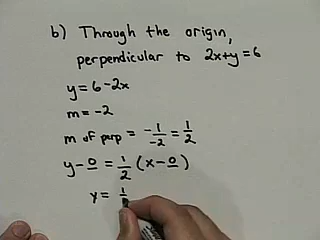 b) Through the origin,
perpendicular to 2x+y=6
y = 6-2x
m = -2
m of perp = -1/-2 = 1/2
y - 0 = 1/2 (x - 0)
y = 1/